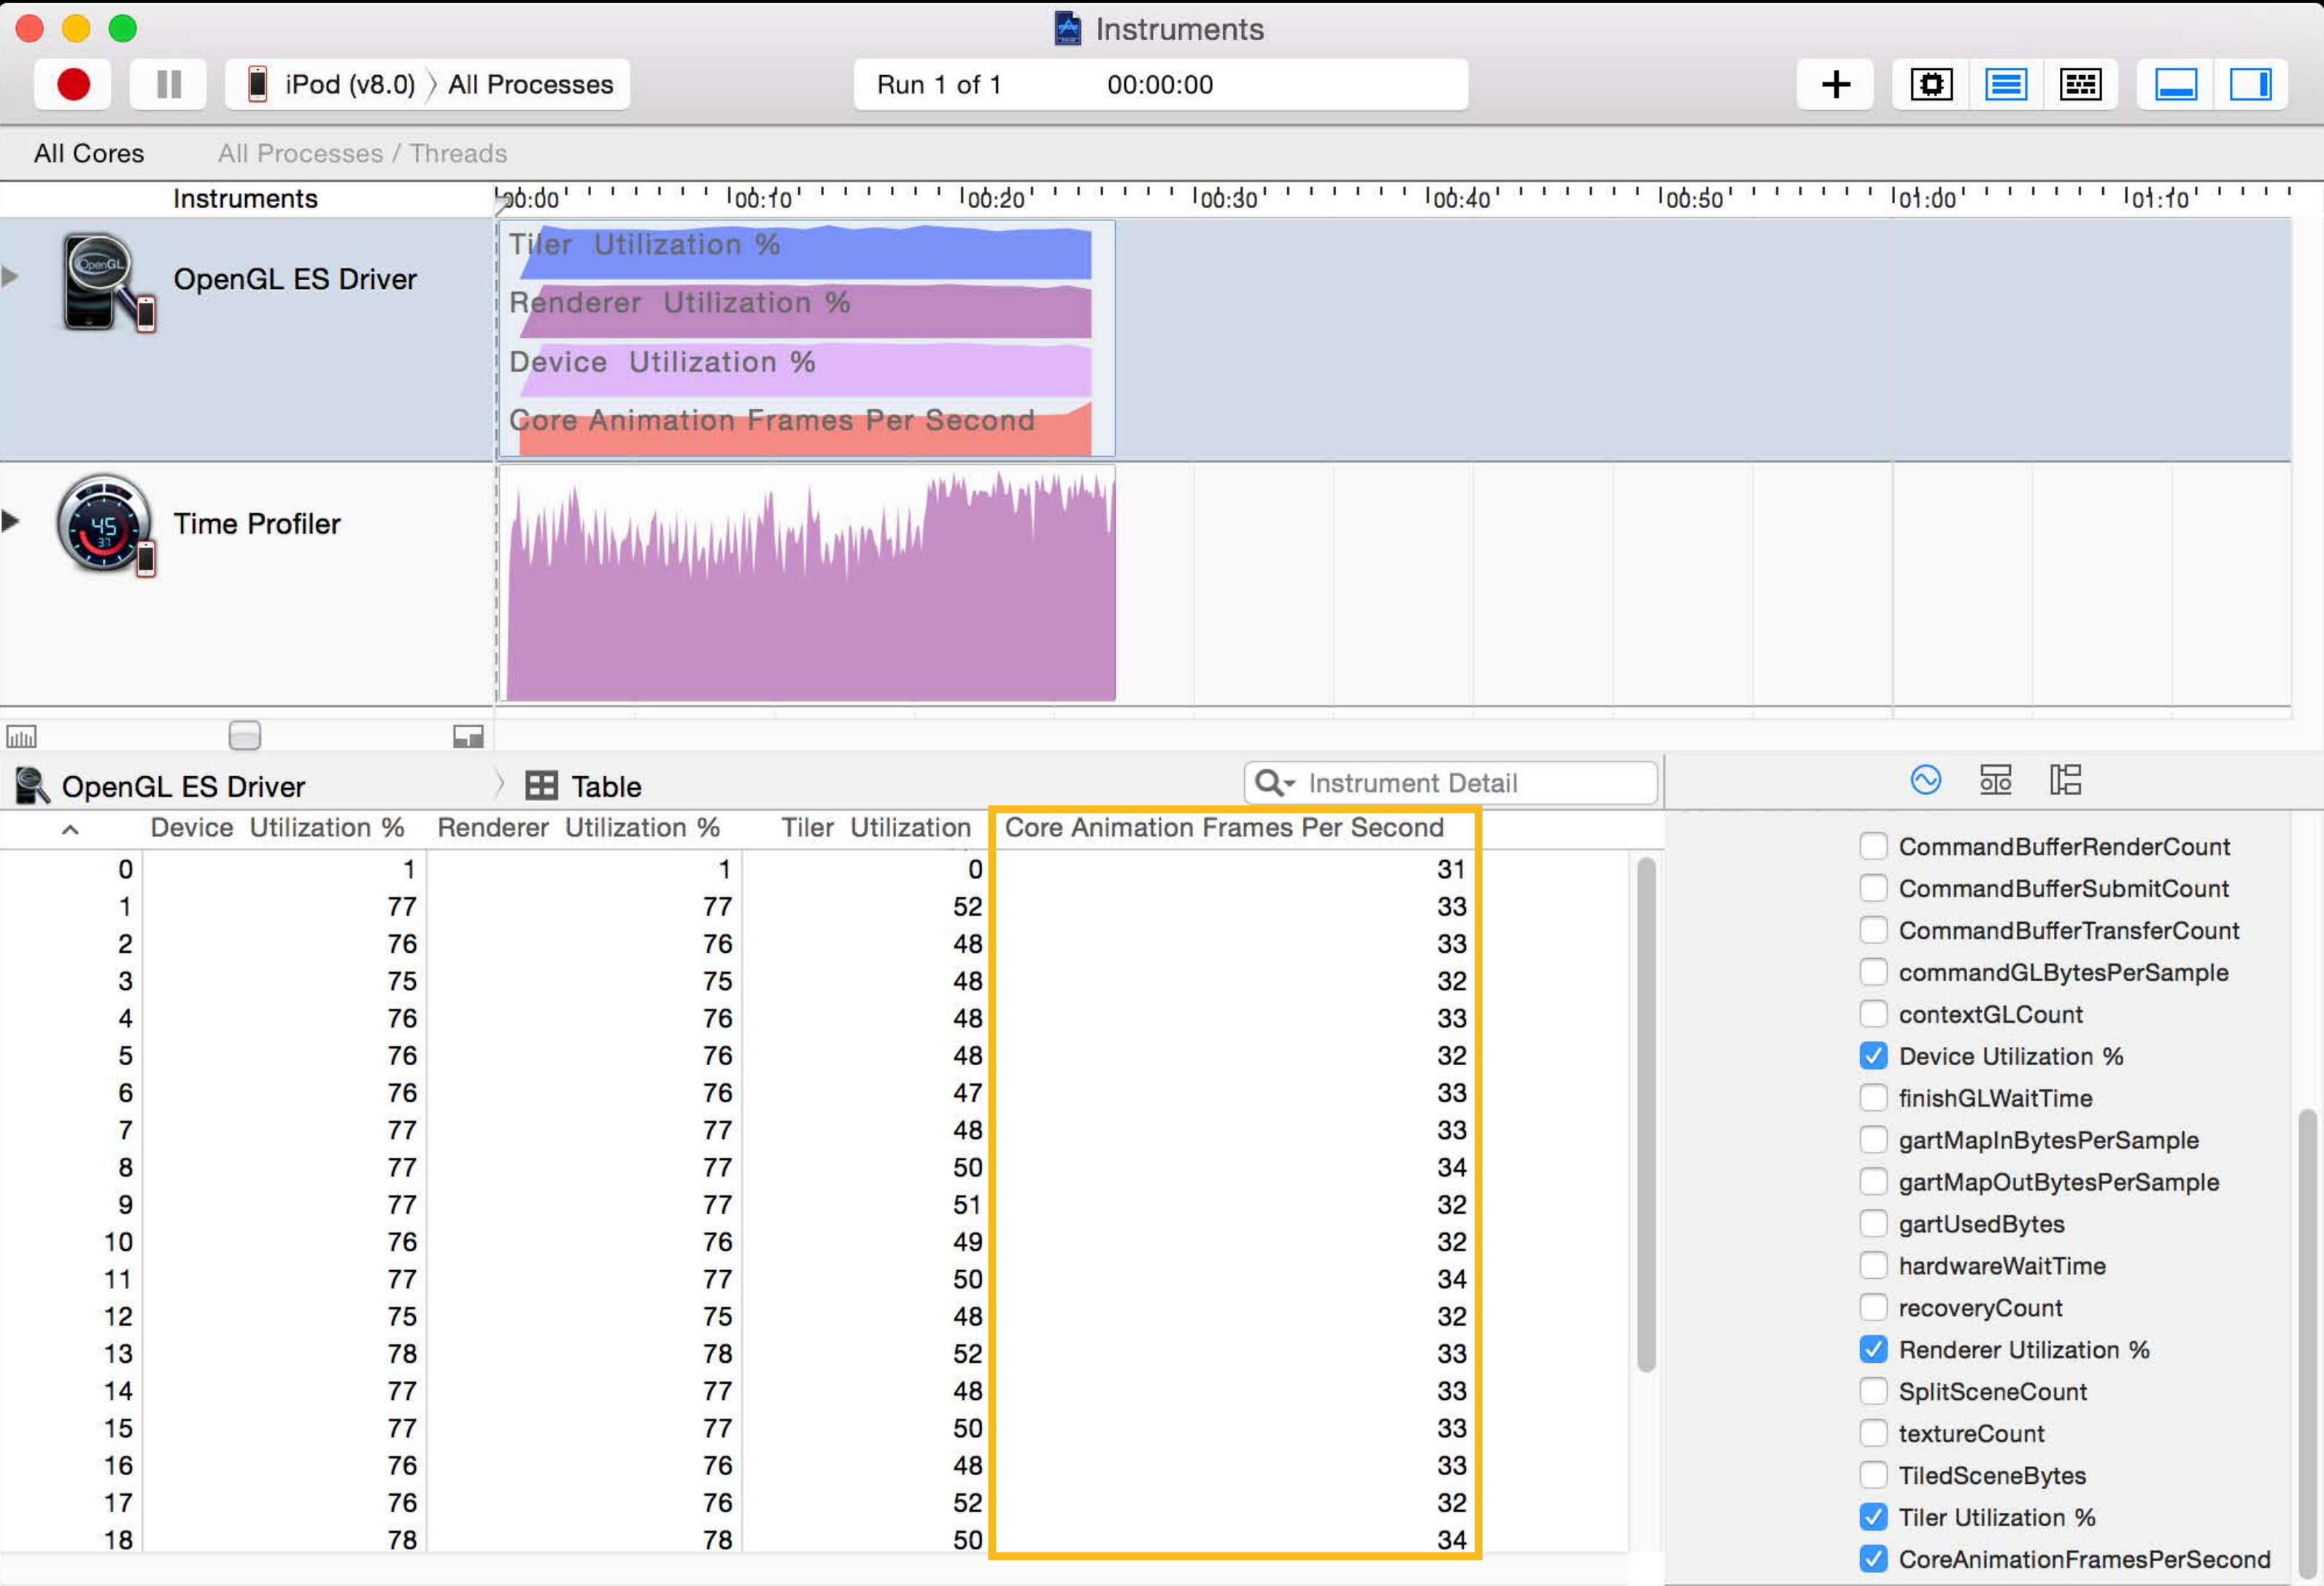 Instruments
iPod (v8.0) 〉 All Processes
Run 1 of 1 00:00:00
All Cores All Processes / Threads
Instruments 00:00 00:10 00:20 00:30 00:40 00:50 01:00 01:10
OpenGL
OpenGL ES Driver
Tiler Utilization %
Renderer Utilization %
Device Utilization %
Core Animation Frames Per Second
45
Time Profiler
OpenGL ES Driver 〉 Table Instrument Detail
Device Utilization % Renderer Utilization % Tiler Utilization Core Animation Frames Per Second
0 1 1 0 31
1 77 77 52 33
2 76 76 48 33
3 75 75 48 32
4 76 76 48 33
5 76 76 48 32
6 76 76 47 33
7 77 77 48 33
8 77 77 50 34
9 77 77 51 32
10 76 76 49 32
11 77 77 50 34
12 75 75 48 32
13 78 78 52 33
14 77 77 48 33
15 77 77 50 33
16 76 76 48 33
17 76 76 52 32
18 78 78 50 34
CommandBufferRenderCount
CommandBufferSubmitCount
CommandBufferTransferCount
commandGLBytesPerSample
contextGLCount
Device Utilization %
finishGLWaitTime
gartMapInBytesPerSample
gartMapOutBytesPerSample
gartUsedBytes
hardwareWaitTime
recoveryCount
Renderer Utilization %
SplitSceneCount
textureCount
TiledSceneBytes
Tiler Utilization %
CoreAnimationFramesPerSecond